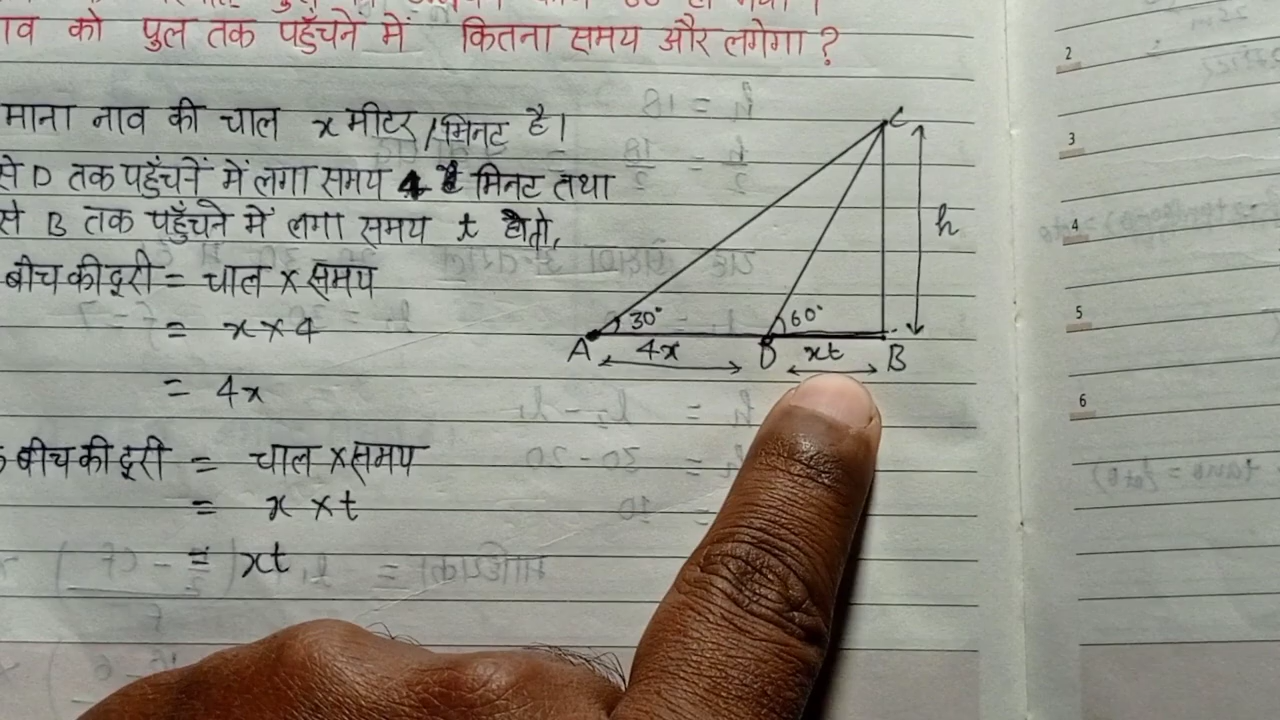 नाव को पुल तक पहुँचनें में कितना समय और लगेगा ?
माना नाव की चाल x मीटर / मिनट है।
से D तक पहुँचनें में लगा समय 4 मिनट तथा
से B तक पहुँचने में लगा समय t हो तो,
बीच की दूरी = चाल × समय
= x × 4
= 4x
बीच की दूरी = चाल × समय
= x × t
= xt
C
h
30°
60°
A
4x
D
xt
B
2
3
4
5
6